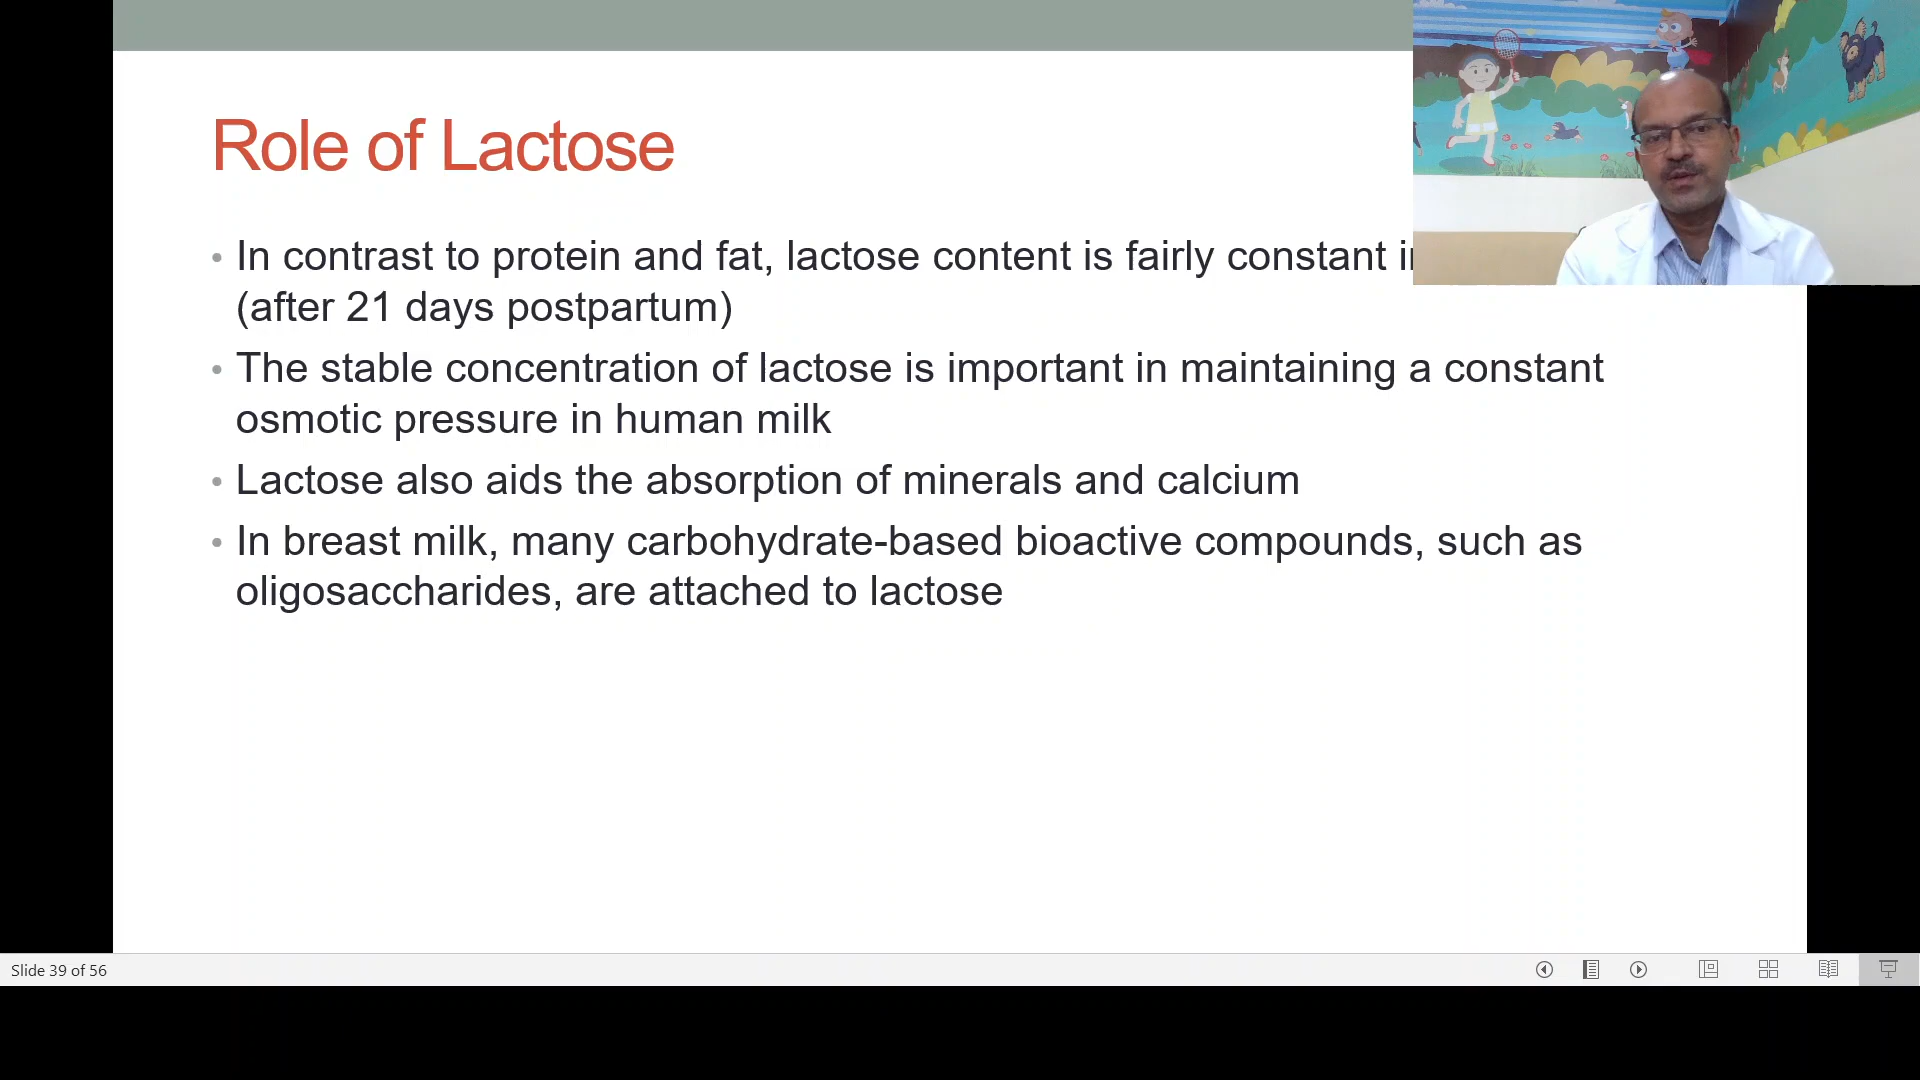 Role of Lactose
• In contrast to protein and fat, lactose content is fairly constant
(after 21 days postpartum)
• The stable concentration of lactose is important in maintaining a constant
osmotic pressure in human milk
• Lactose also aids the absorption of minerals and calcium
• In breast milk, many carbohydrate-based bioactive compounds, such as
oligosaccharides, are attached to lactose
Slide 39 of 56